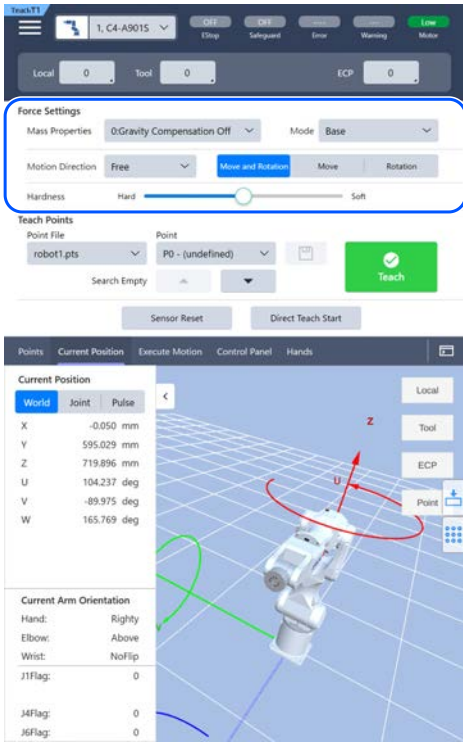 TeachT1
1, C4-A901S
OFF
EStop
OFF
Safeguard
----
Error
---
Warning
Low
Motor
Local 0 Tool 0 ECP 0
Force Settings
Mass Properties 0:Gravity Compensation Off Mode Base
Motion Direction Free Move and Rotation Move Rotation
Hardness Hard Soft
Teach Points
Point File Point
robot1.pts P0 - (undefined) Teach
Search Empty
Sensor Reset Direct Teach Start
Points Current Position Execute Motion Control Panel Hands
Current Position
World Joint Pulse
X -0.050 mm
Y 595.029 mm
Z 719.896 mm
U 104.237 deg
V -89.975 deg
W 165.769 deg
Current Arm Orientation
Hand: Righty
Elbow: Above
Wrist: NoFlip
J1Flag: 0
J4Flag: 0
J6Flag: 0
Z
U
Local
Tool
ECP
Point